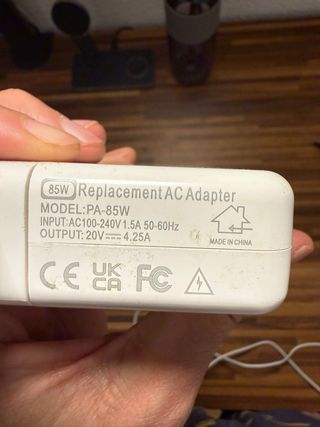 85W Replacement AC Adapter
MODEL:PA-85W
INPUT:AC100-240V 1.5A 50-60Hz
OUTPUT: 20V⎓4.25A
MADE IN CHINA
CE UK CA FC